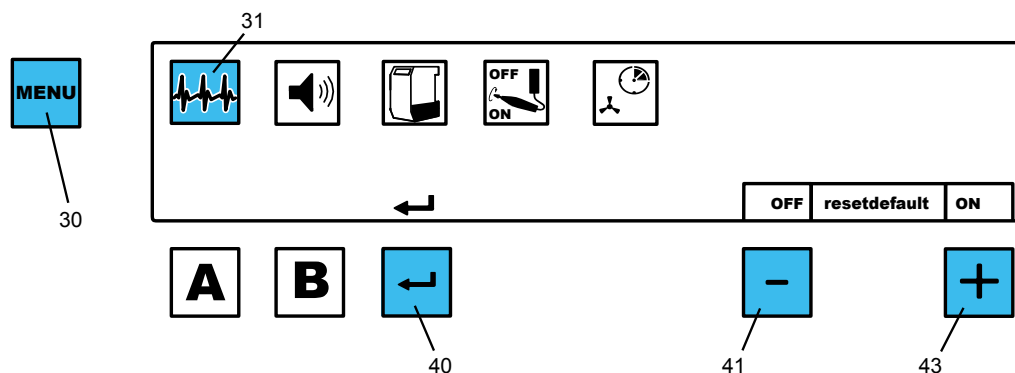 31
MENU
OFF
ON
30
OFF resetdefault ON
A B - +
40 41 43